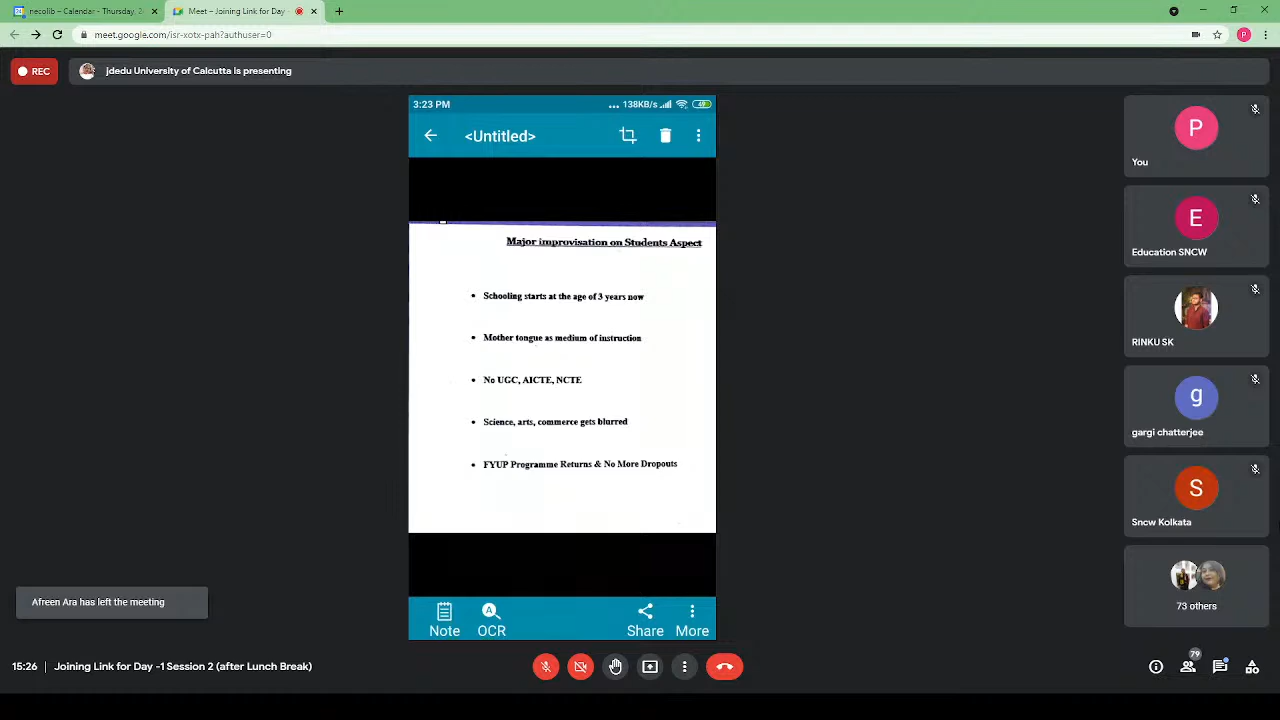 necolib – Calendar - Thursday, 2
Meet – Joining Link for Day -
meet.google.com/isr-xotx-pah?authuser=0
P
REC
Jdedu University of Calcutta is presenting
3:23 PM
... 138KB/s
49
<Untitled>
Major improvisation on Students Aspect
• Schooling starts at the age of 3 years now
• Mother tongue as medium of instruction
• No UGC, AICTE, NCTE
• Science, arts, commerce gets blurred
• FYUP Programme Returns & No More Dropouts
Note
OCR
Share
More
P
You
E
Education SNCW
RINKU SK
g
gargi chatterjee
S
Sncw Kolkata
73 others
Afreen Ara has left the meeting
15:26 | Joining Link for Day -1 Session 2 (after Lunch Break)
79